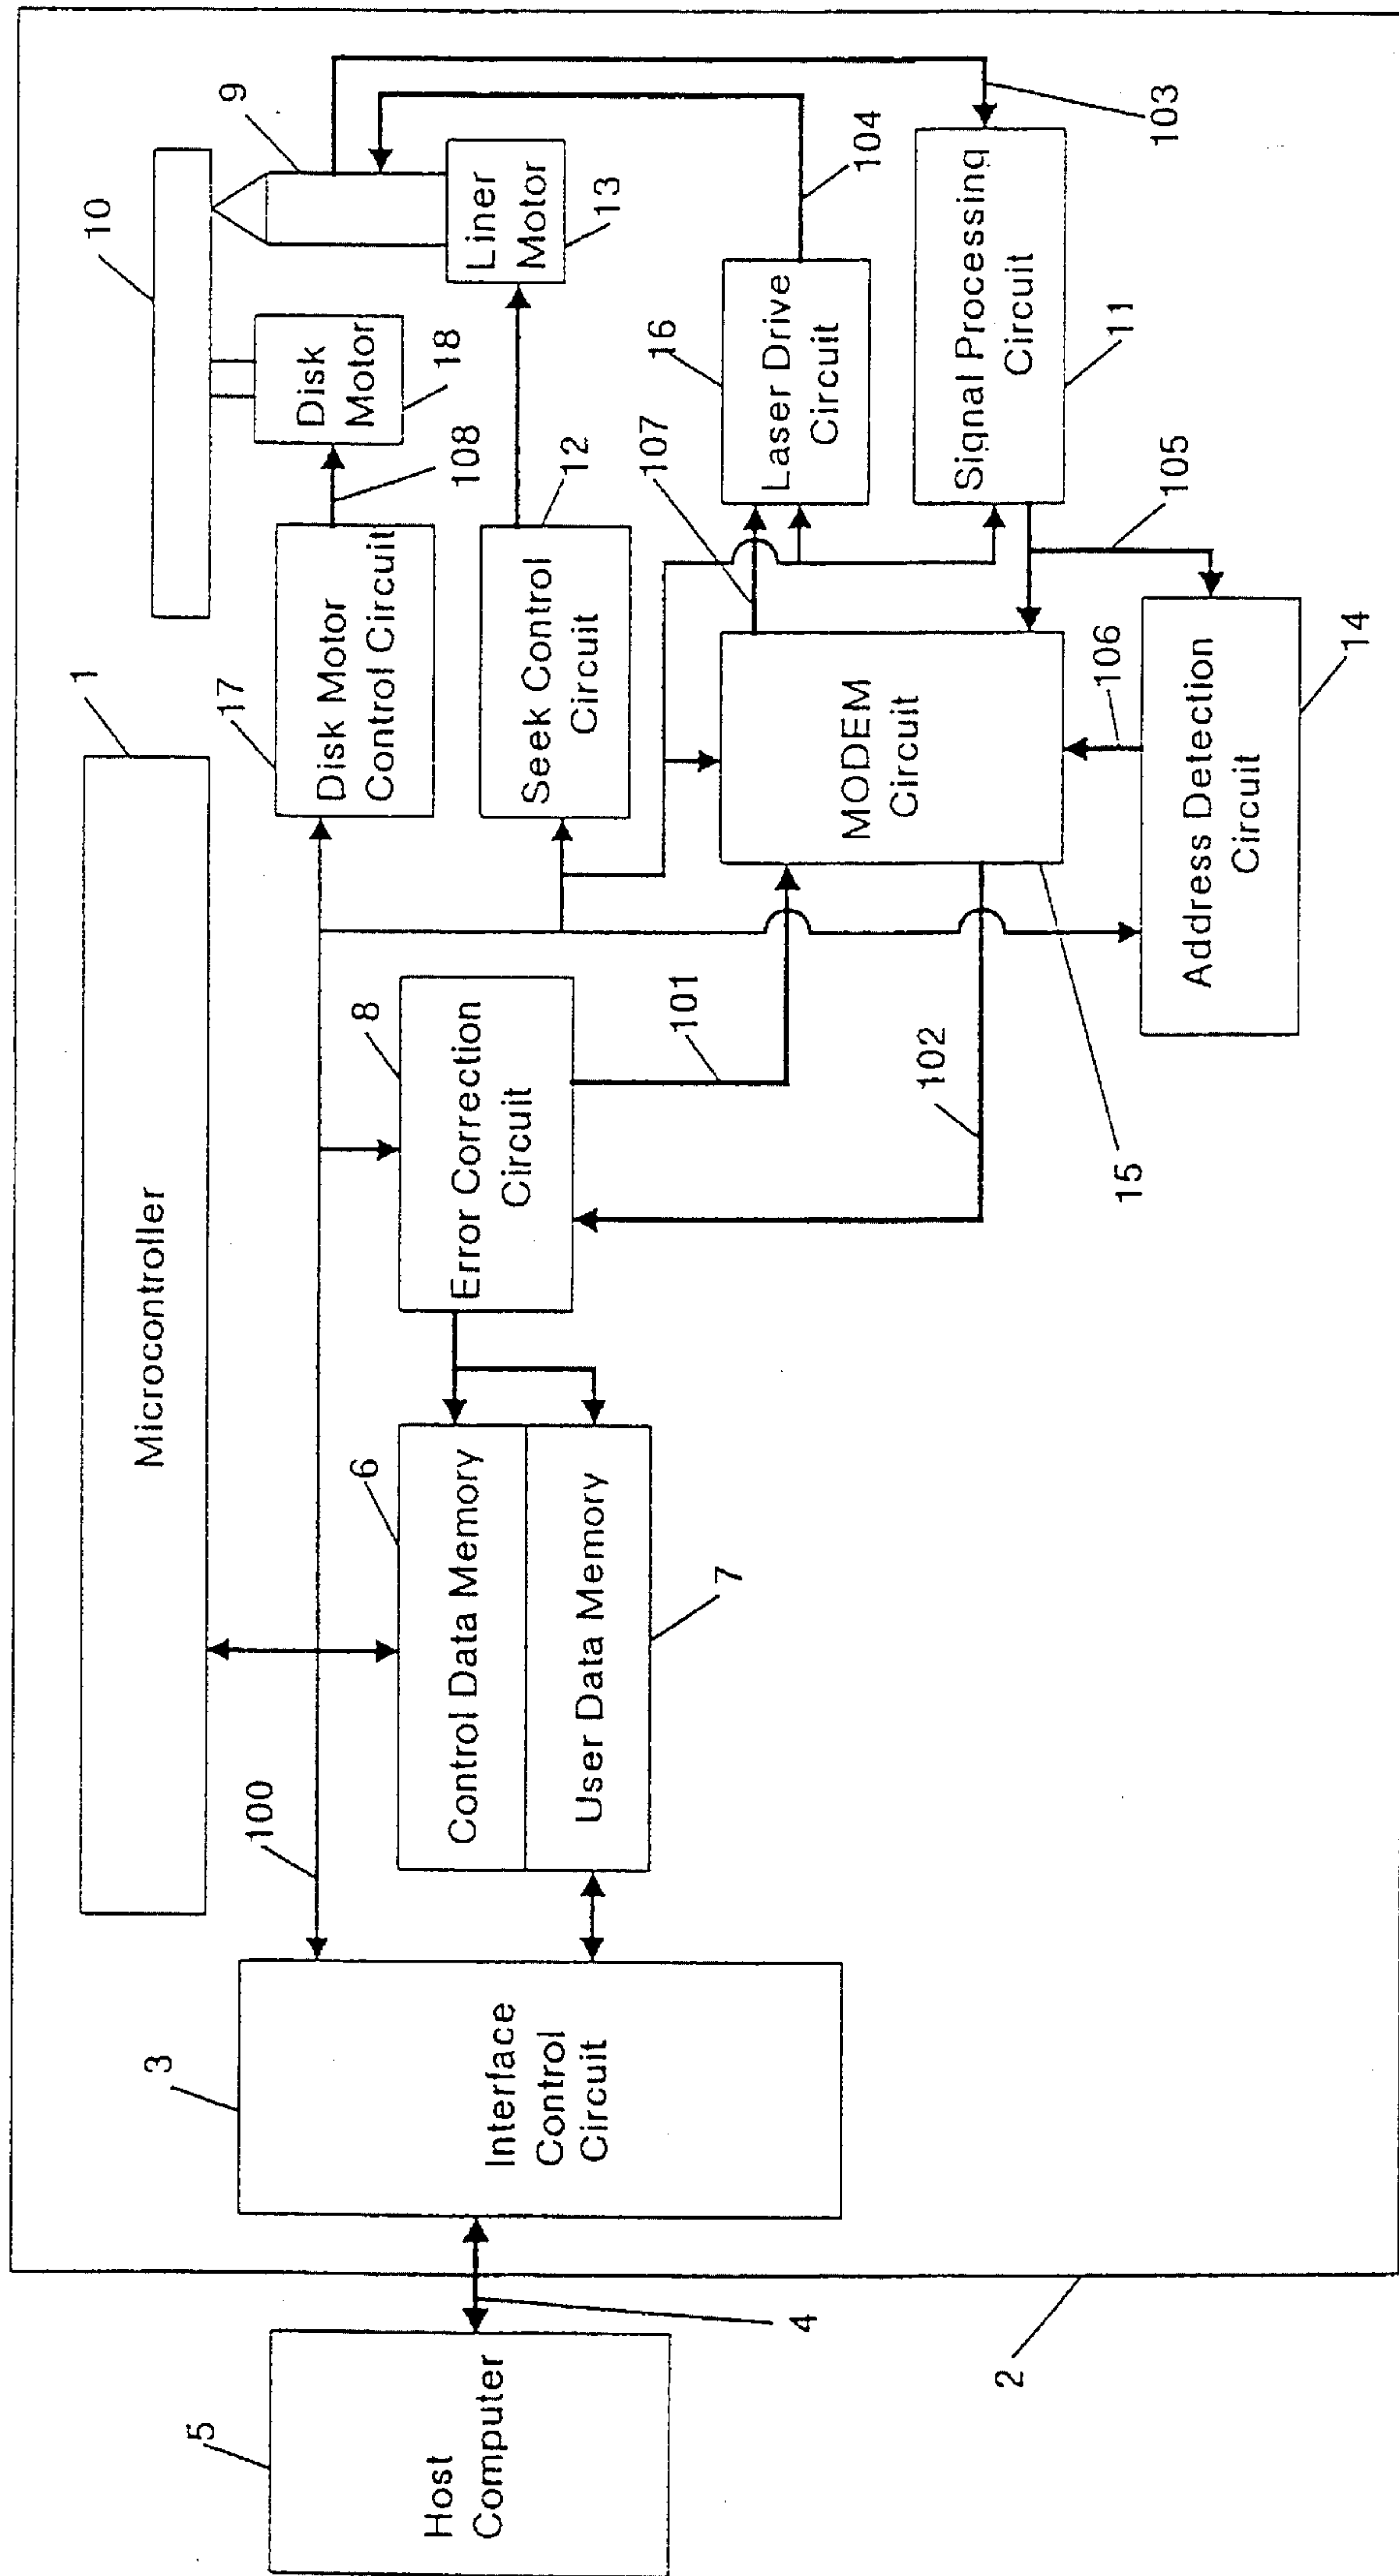 1
Microcontroller
10
9
17
Disk Motor
Control Circuit
108
Disk
Motor
18
Liner
Motor
13
100
3
Interface
Control
Circuit
5
Host
Computer
4
2
6
Control Data Memory
User Data Memory
7
8
Error Correction
Circuit
101
102
12
Seek Control
Circuit
107
16
Laser Drive
Circuit
104
103
MODEM
Circuit
15
106
105
Signal Processing
Circuit
11
Address Detection
Circuit
14